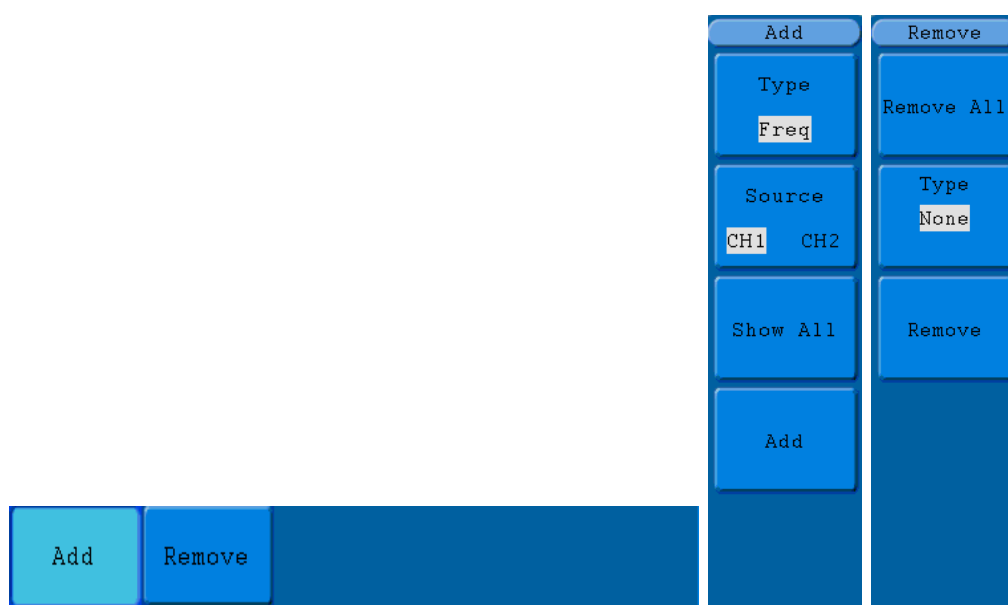 Add
Type
Freq
Source
CH1 CH2
Show All
Add
Remove
Remove All
Type
None
Remove
Add
Remove